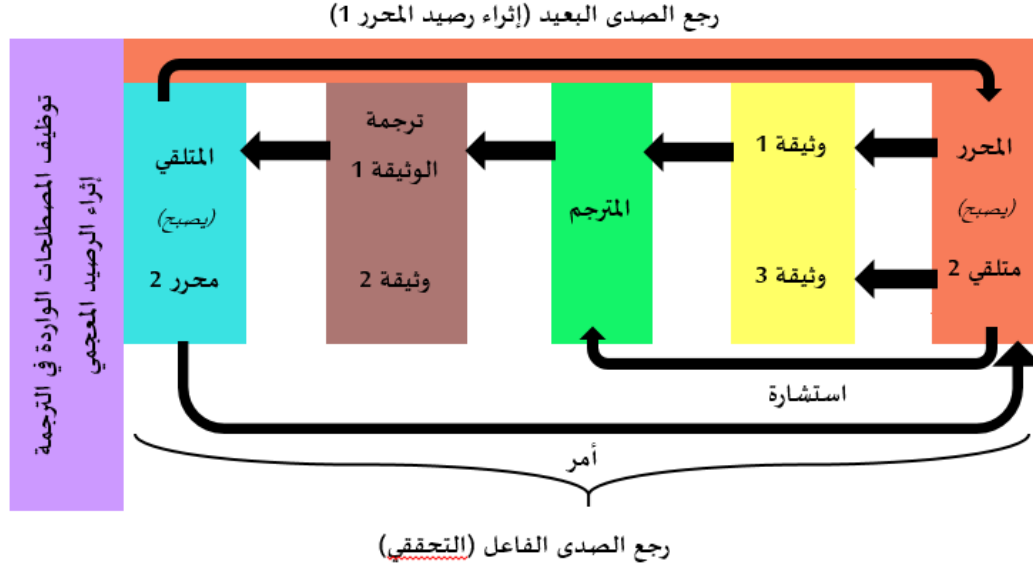 رجع الصدى البعيد (إثراء رصيد المحرر 1)
المحرر
(يصبح)
متلقي 2
وثيقة 1
وثيقة 3
المترجم
ترجمة
الوثيقة 1
وثيقة 2
المتلقي
(يصبح)
محرر 2
توظيف المصطلحات الواردة في الترجمة
إثراء الرصيد المعجمي
استشارة
أمر
رجع الصدى الفاعل (التحققي)